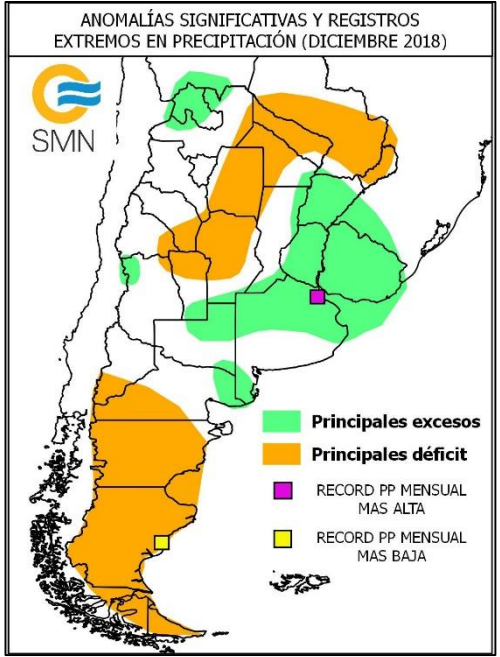 ANOMALÍAS SIGNIFICATIVAS Y REGISTROS
EXTREMOS EN PRECIPITACIÓN (DICIEMBRE 2018)
SMN
Principales excesos
Principales déficit
RECORD PP MENSUAL
MAS ALTA
RECORD PP MENSUAL
MAS BAJA